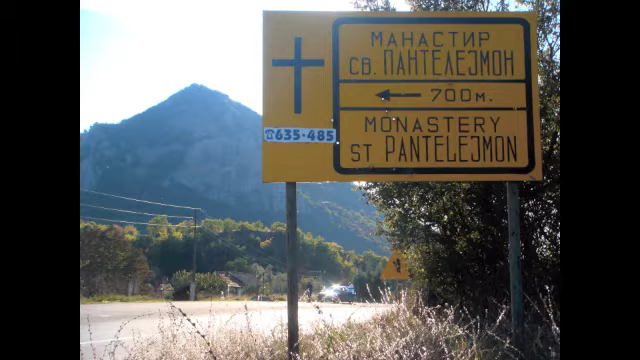 МАНАСТИР
СВ. ПАНТЕЛЕЈМОН
700М.
MONASTERY
ST PANTELEJMON
☎635-485